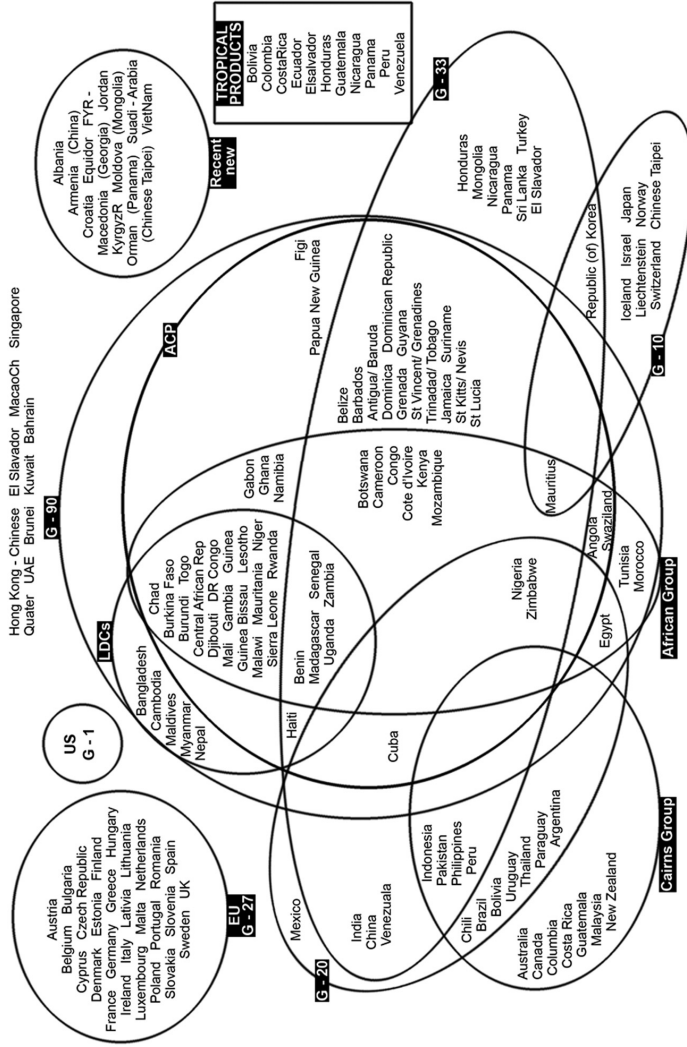 Hong Kong - Chinese El Slavador MacaoCh Singapore
Quater UAE Brunei Kuwait Bahrain
EU
G - 27
Austria
Belgium Bulgaria
Cyprus Czech Republic
Denmark Estonia Finland
France Germany Greece Hungary
Ireland Italy Lativia Lithuania
Luxembourg Malta Netherlands
Poland Portugal Romania
Slovakia Slovenia Spain
Sweden UK
US
G - 1
LDCs
G - 90
ACP
Recent
new
Albania
Armenia (China)
Croatia Equidor FYR -
Macedonia (Georgia) Jordan
KyrgyzR Moldova (Mongolia)
Orman (Panama) Suadi - Arabia
(Chinese Taipei) VietNam
TROPICAL
PRODUCTS
Bolivia
Colombia
CostaRica
Ecuador
Elsalvador
Honduras
Guatemala
Nicaragua
Panama
Peru
Venezuela
Bangladesh
Cambodia
Maldives
Myanmar
Nepal
Chad
Burkina Faso
Burundi Togo
Central African Rep
Djibouti DR Congo
Mali Gambia Guinea
Guinea Bissau Lesotho
Malawi Mauritania Niger
Sierra Leone Rwanda
Gabon
Ghana
Namibia
Figi
Papua New Guinea
G - 33
Mexico
Haiti
Benin
Madagascar Senegal
Uganda Zambia
G - 20
India
China
Venezuela
Cuba
Botswana
Cameroon
Congo
Cote d'Ivoire
Kenya
Mozambique
Belize
Barbados
Antigua/ Baruda
Dominica Dominican Republic
Grenada Guyana
St Vincent/ Grenadines
Trinadad/ Tobago
Jamaica Suriname
St Kitts/ Nevis
St Lucia
Honduras
Mongolia
Nicaragua
Panama
Sri Lanka Turkey
El Slavador
Indonesia
Pakistan
Philippines
Peru
Chili
Brazil
Bolivia
Uruguay
Thailand
Paraguay
Argentina
Nigeria
Zimbabwe
Mauritius
Republic (of) Korea
Australia
Canada
Columbia
Costa Rica
Guatemala
Malaysia
New Zealand
Egypt
Angola
Swaziland
Tunisia
Morocco
Iceland Israel Japan
Liechtenstein Norway
Switzerland Chinese Taipei
G - 10
Cairns Group
African Group